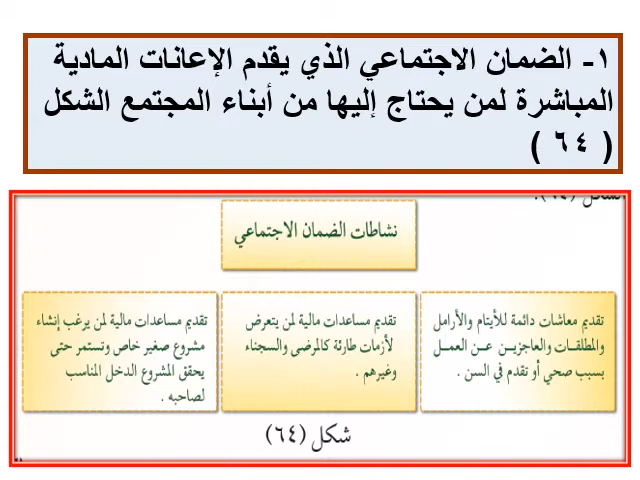 ١- الضمان الاجتماعي الذي يقدم الإعانات المادية
المباشرة لمن يحتاج إليها من أبناء المجتمع الشكل
( ٦٤ )
نشاطات الضمان الاجتماعي
تقديم معاشات دائمة للأيتام والأرامل
والمطلقات والعاجزين عن العمل
بسبب صحي أو تقدم في السن .
تقديم مساعدات مالية لمن يتعرض
لأزمات طارئة كالمرضى والسجناء
وغيرهم .
تقديم مساعدات مالية لمن يرغب إنشاء
مشروع صغير خاص وتستمر حتى
يحقق المشروع الدخل المناسب
لصاحبه .
شكل (٦٤)